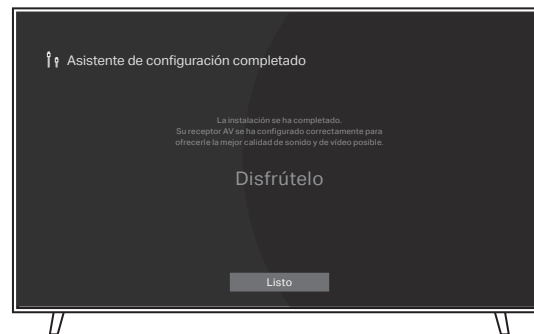 Asistente de configuración completado
La instalación se ha completado.
Su receptor AV se ha configurado correctamente para
ofrecerle la mejor calidad de sonido y de vídeo posible.
Disfrútelo
Listo